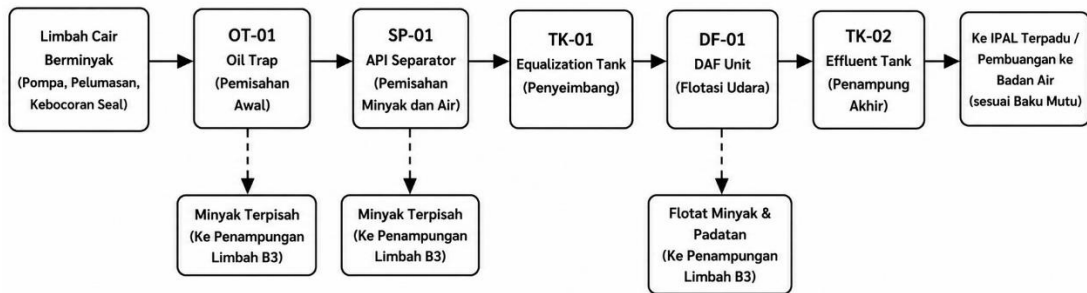 Limbah Cair
Berminyak
(Pompa, Pelumasan,
Kebocoran Seal)
OT-01
Oil Trap
(Pemisahan
Awal)
SP-01
API Separator
(Pemisahan
Minyak dan Air)
TK-01
Equalization Tank
(Penyeimbang)
DF-01
DAF Unit
(Flotasi Udara)
TK-02
Effluent Tank
(Penampung
Akhir)
Ke IPAL Terpadu /
Pembuangan ke
Badan Air
(sesuai Baku Mutu)
Minyak Terpisah
(Ke Penampungan
Limbah B3)
Minyak Terpisah
(Ke Penampungan
Limbah B3)
Flotat Minyak &
Padatan
(Ke Penampungan
Limbah B3)